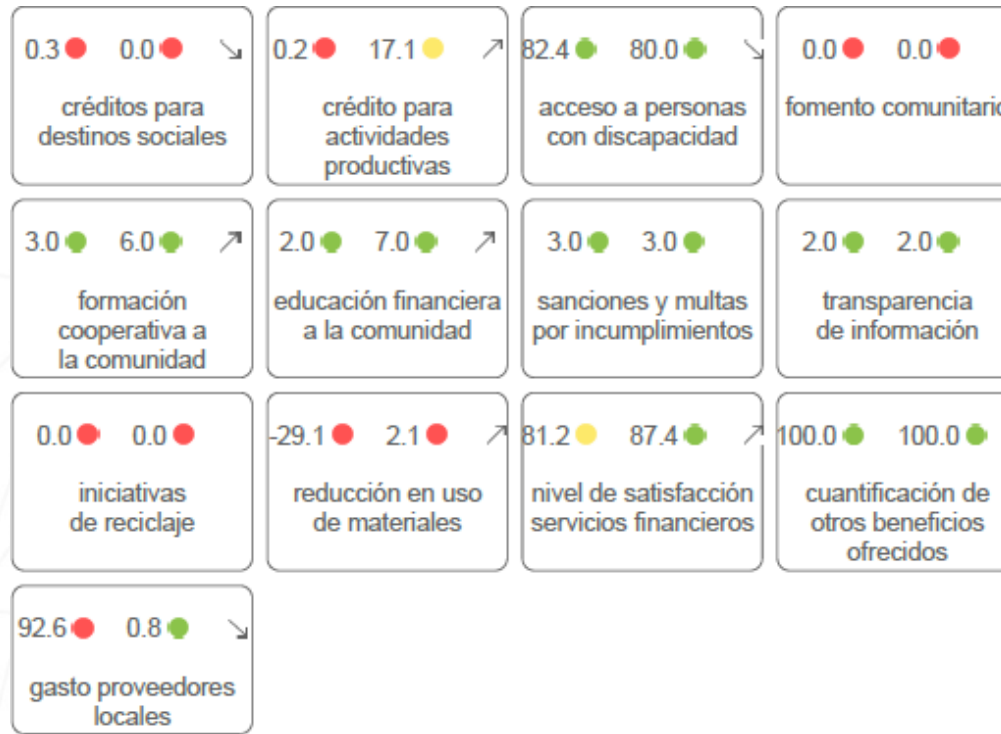 0.3 0.0
créditos para
destinos sociales
0.2 17.1
crédito para
actividades
productivas
82.4 80.0
acceso a personas
con discapacidad
0.0 0.0
fomento comunitario
3.0 6.0
formación
cooperativa a
la comunidad
2.0 7.0
educación financiera
a la comunidad
3.0 3.0
sanciones y multas
por incumplimientos
2.0 2.0
transparencia
de información
0.0 0.0
iniciativas
de reciclaje
-29.1 2.1
reducción en uso
de materiales
81.2 87.4
nivel de satisfacción
servicios financieros
100.0 100.0
cuantificación de
otros beneficios
ofrecidos
92.6 0.8
gasto proveedores
locales